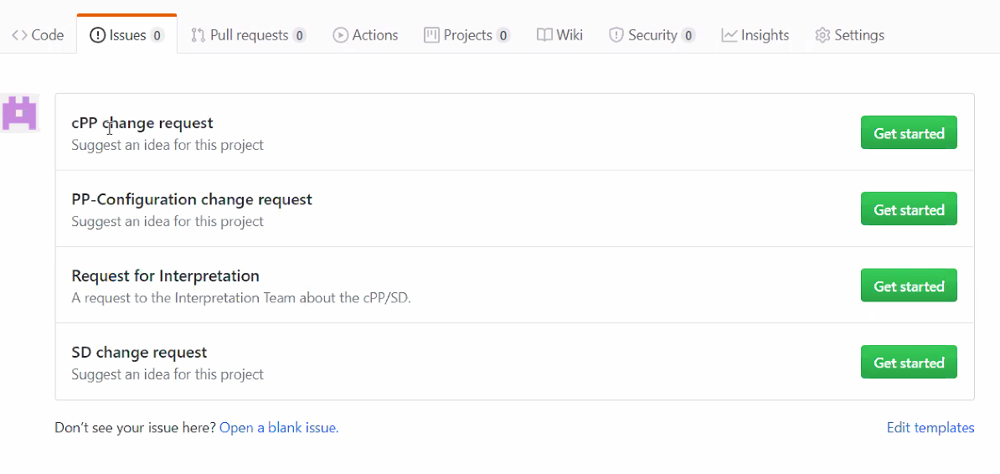 Code Issues 0 Pull requests 0 Actions Projects 0 Wiki Security 0 Insights Settings
cPP change request
Suggest an idea for this project
Get started
PP-Configuration change request
Suggest an idea for this project
Get started
Request for Interpretation
A request to the Interpretation Team about the cPP/SD.
Get started
SD change request
Suggest an idea for this project
Get started
Don't see your issue here? Open a blank issue. Edit templates